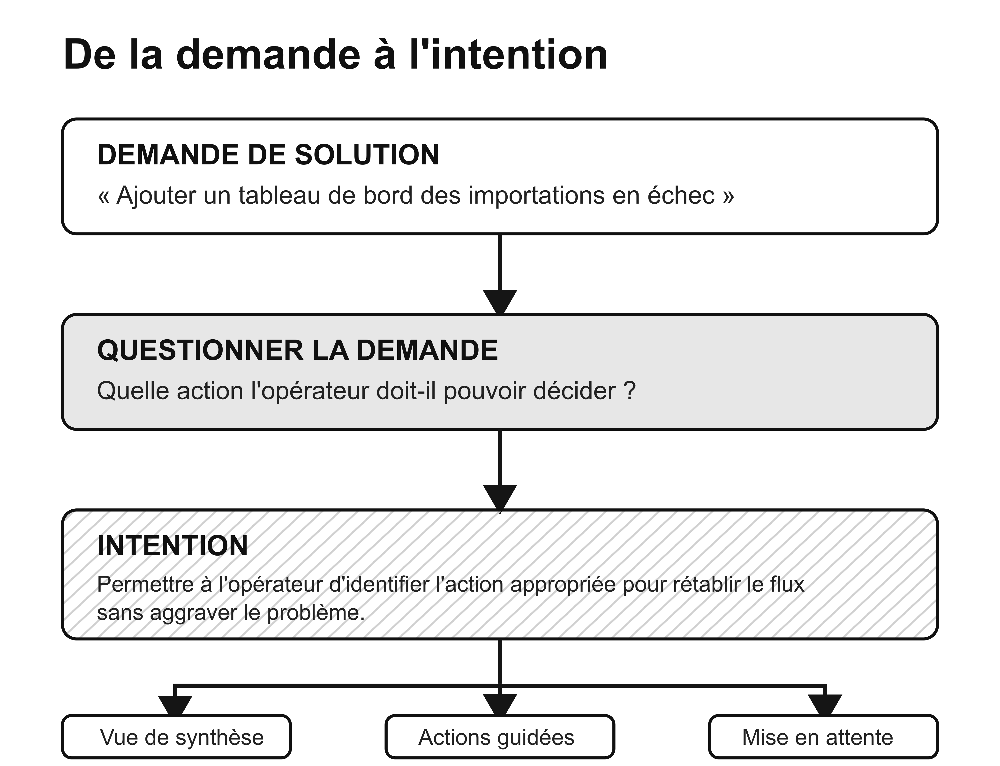 De la demande à l'intention
DEMANDE DE SOLUTION
« Ajouter un tableau de bord des importations en échec »
QUESTIONNER LA DEMANDE
Quelle action l'opérateur doit-il pouvoir décider ?
INTENTION
Permettre à l'opérateur d'identifier l'action appropriée pour rétablir le flux
sans aggraver le problème.
Vue de synthèse
Actions guidées
Mise en attente